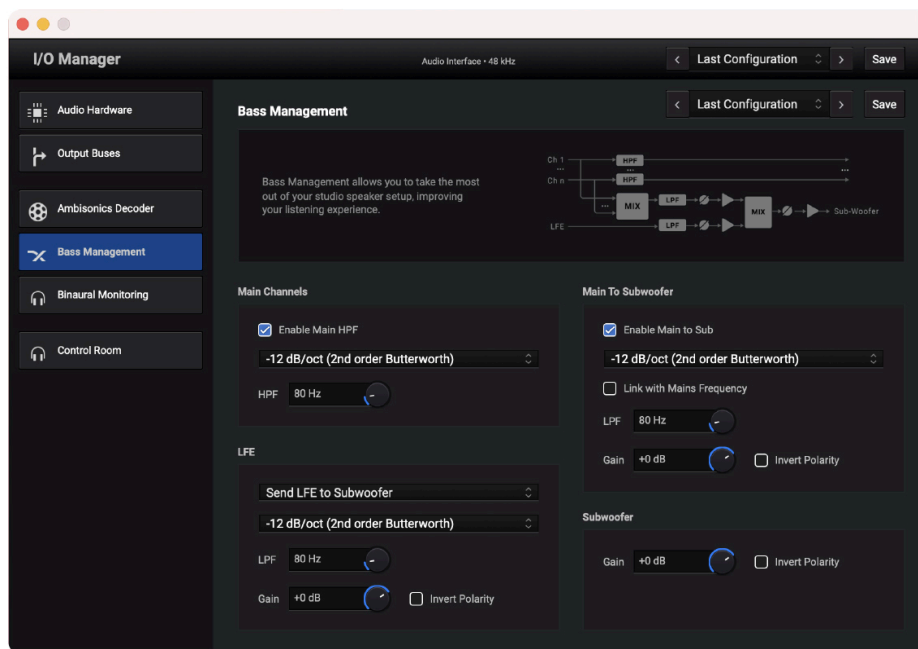 I/O Manager
Audio Interface • 48 kHz
Last Configuration
Save
Audio Hardware
Output Buses
Ambisonics Decoder
Bass Management
Binaural Monitoring
Control Room
Bass Management
Last Configuration
Save
Bass Management allows you to take the most
out of your studio speaker setup, improving
your listening experience.
Ch 1
...
Ch n
LFE
HPF
...
HPF
...
MIX
LPF
LPF
MIX
...
Sub-Woofer
Main Channels
Enable Main HPF
-12 dB/oct (2nd order Butterworth)
HPF 80 Hz
LFE
Send LFE to Subwoofer
-12 dB/oct (2nd order Butterworth)
LPF 80 Hz
Gain +0 dB Invert Polarity
Main To Subwoofer
Enable Main to Sub
-12 dB/oct (2nd order Butterworth)
Link with Mains Frequency
LPF 80 Hz
Gain +0 dB Invert Polarity
Subwoofer
Gain +0 dB Invert Polarity